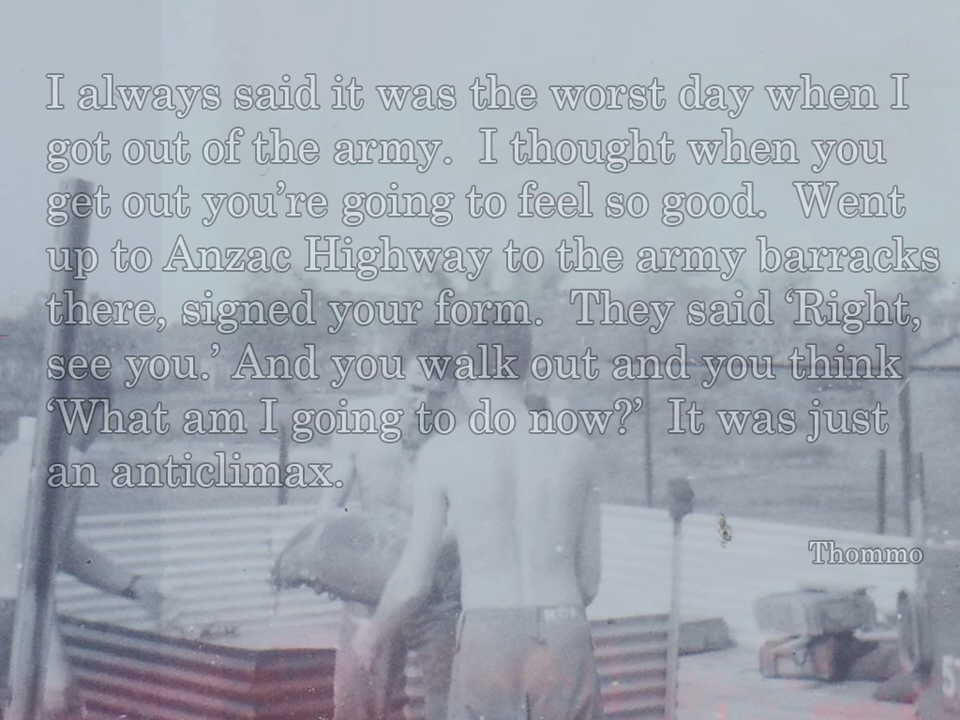 I always said it was the worst day when I
got out of the army.  I thought when you
get out you’re going to feel so good.  Went
up to Anzac Highway to the army barracks
there, signed your form.  They said ‘Right,
see you.’ And you walk out and you think
‘What am I going to do now?’  It was just
an anticlimax.
Thommo